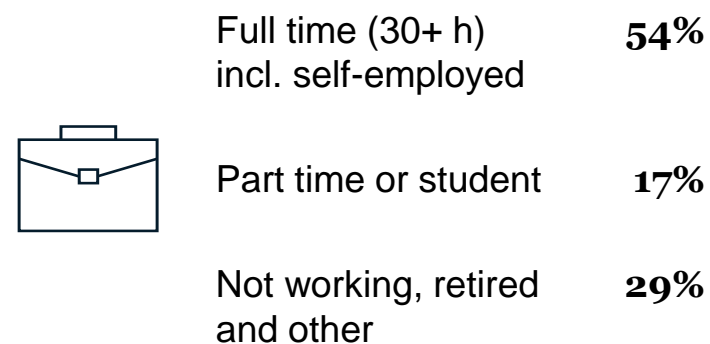 Full time (30+ h) 54%
incl. self-employed
Part time or student 17%
Not working, retired 29%
and other